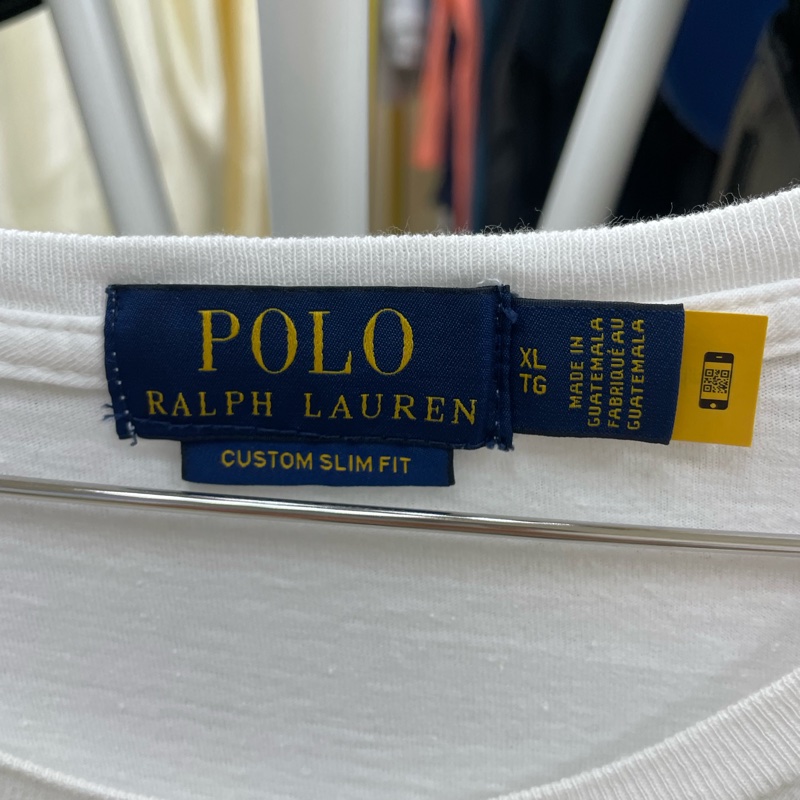 POLO
RALPH LAUREN
CUSTOM SLIM FIT
XL
TG
MADE IN
GUATEMALA
FABRIQUÉ AU
GUATEMALA